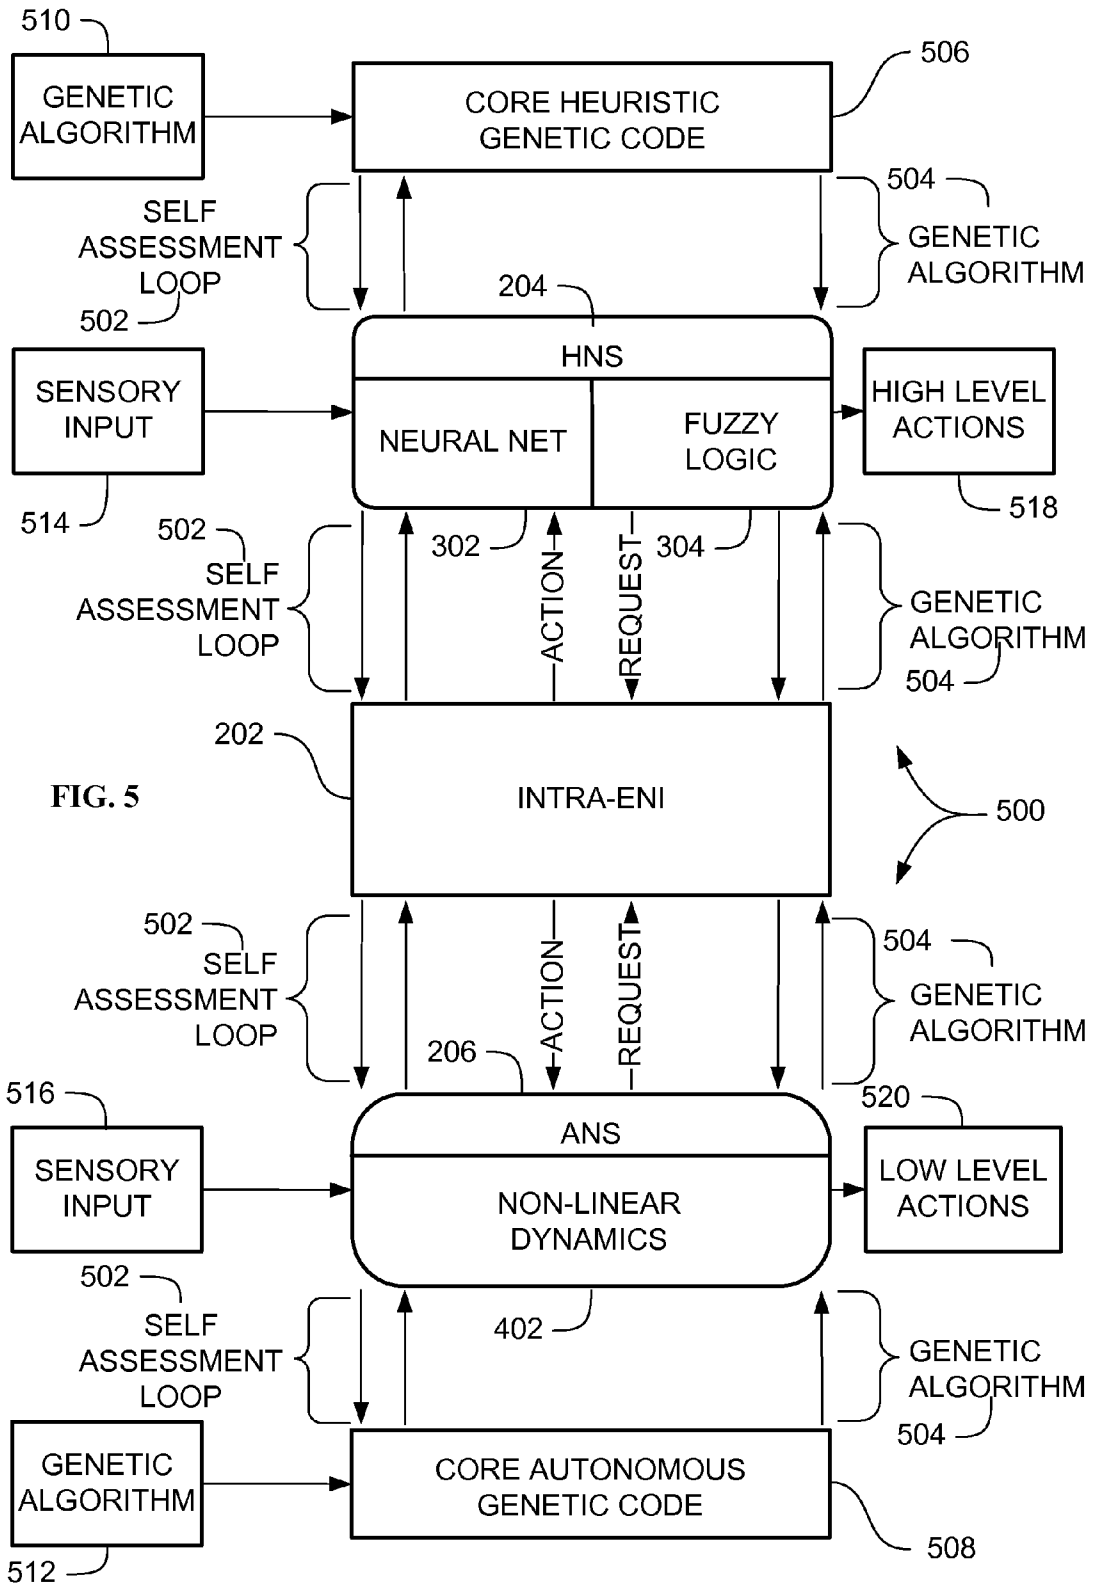 510
GENETIC
ALGORITHM
CORE HEURISTIC
GENETIC CODE
506
SELF
ASSESSMENT
LOOP
502
504
GENETIC
ALGORITHM
204
SENSORY
INPUT
514
HNS
NEURAL NET
FUZZY
LOGIC
HIGH LEVEL
ACTIONS
518
302
304
502
SELF
ASSESSMENT
LOOP
ACTION
REQUEST
GENETIC
ALGORITHM
504
202
FIG. 5
INTRA-ENI
500
502
SELF
ASSESSMENT
LOOP
ACTION
REQUEST
504
GENETIC
ALGORITHM
206
516
SENSORY
INPUT
ANS
NON-LINEAR
DYNAMICS
520
LOW LEVEL
ACTIONS
402
502
SELF
ASSESSMENT
LOOP
GENETIC
ALGORITHM
504
GENETIC
ALGORITHM
512
CORE AUTONOMOUS
GENETIC CODE
508